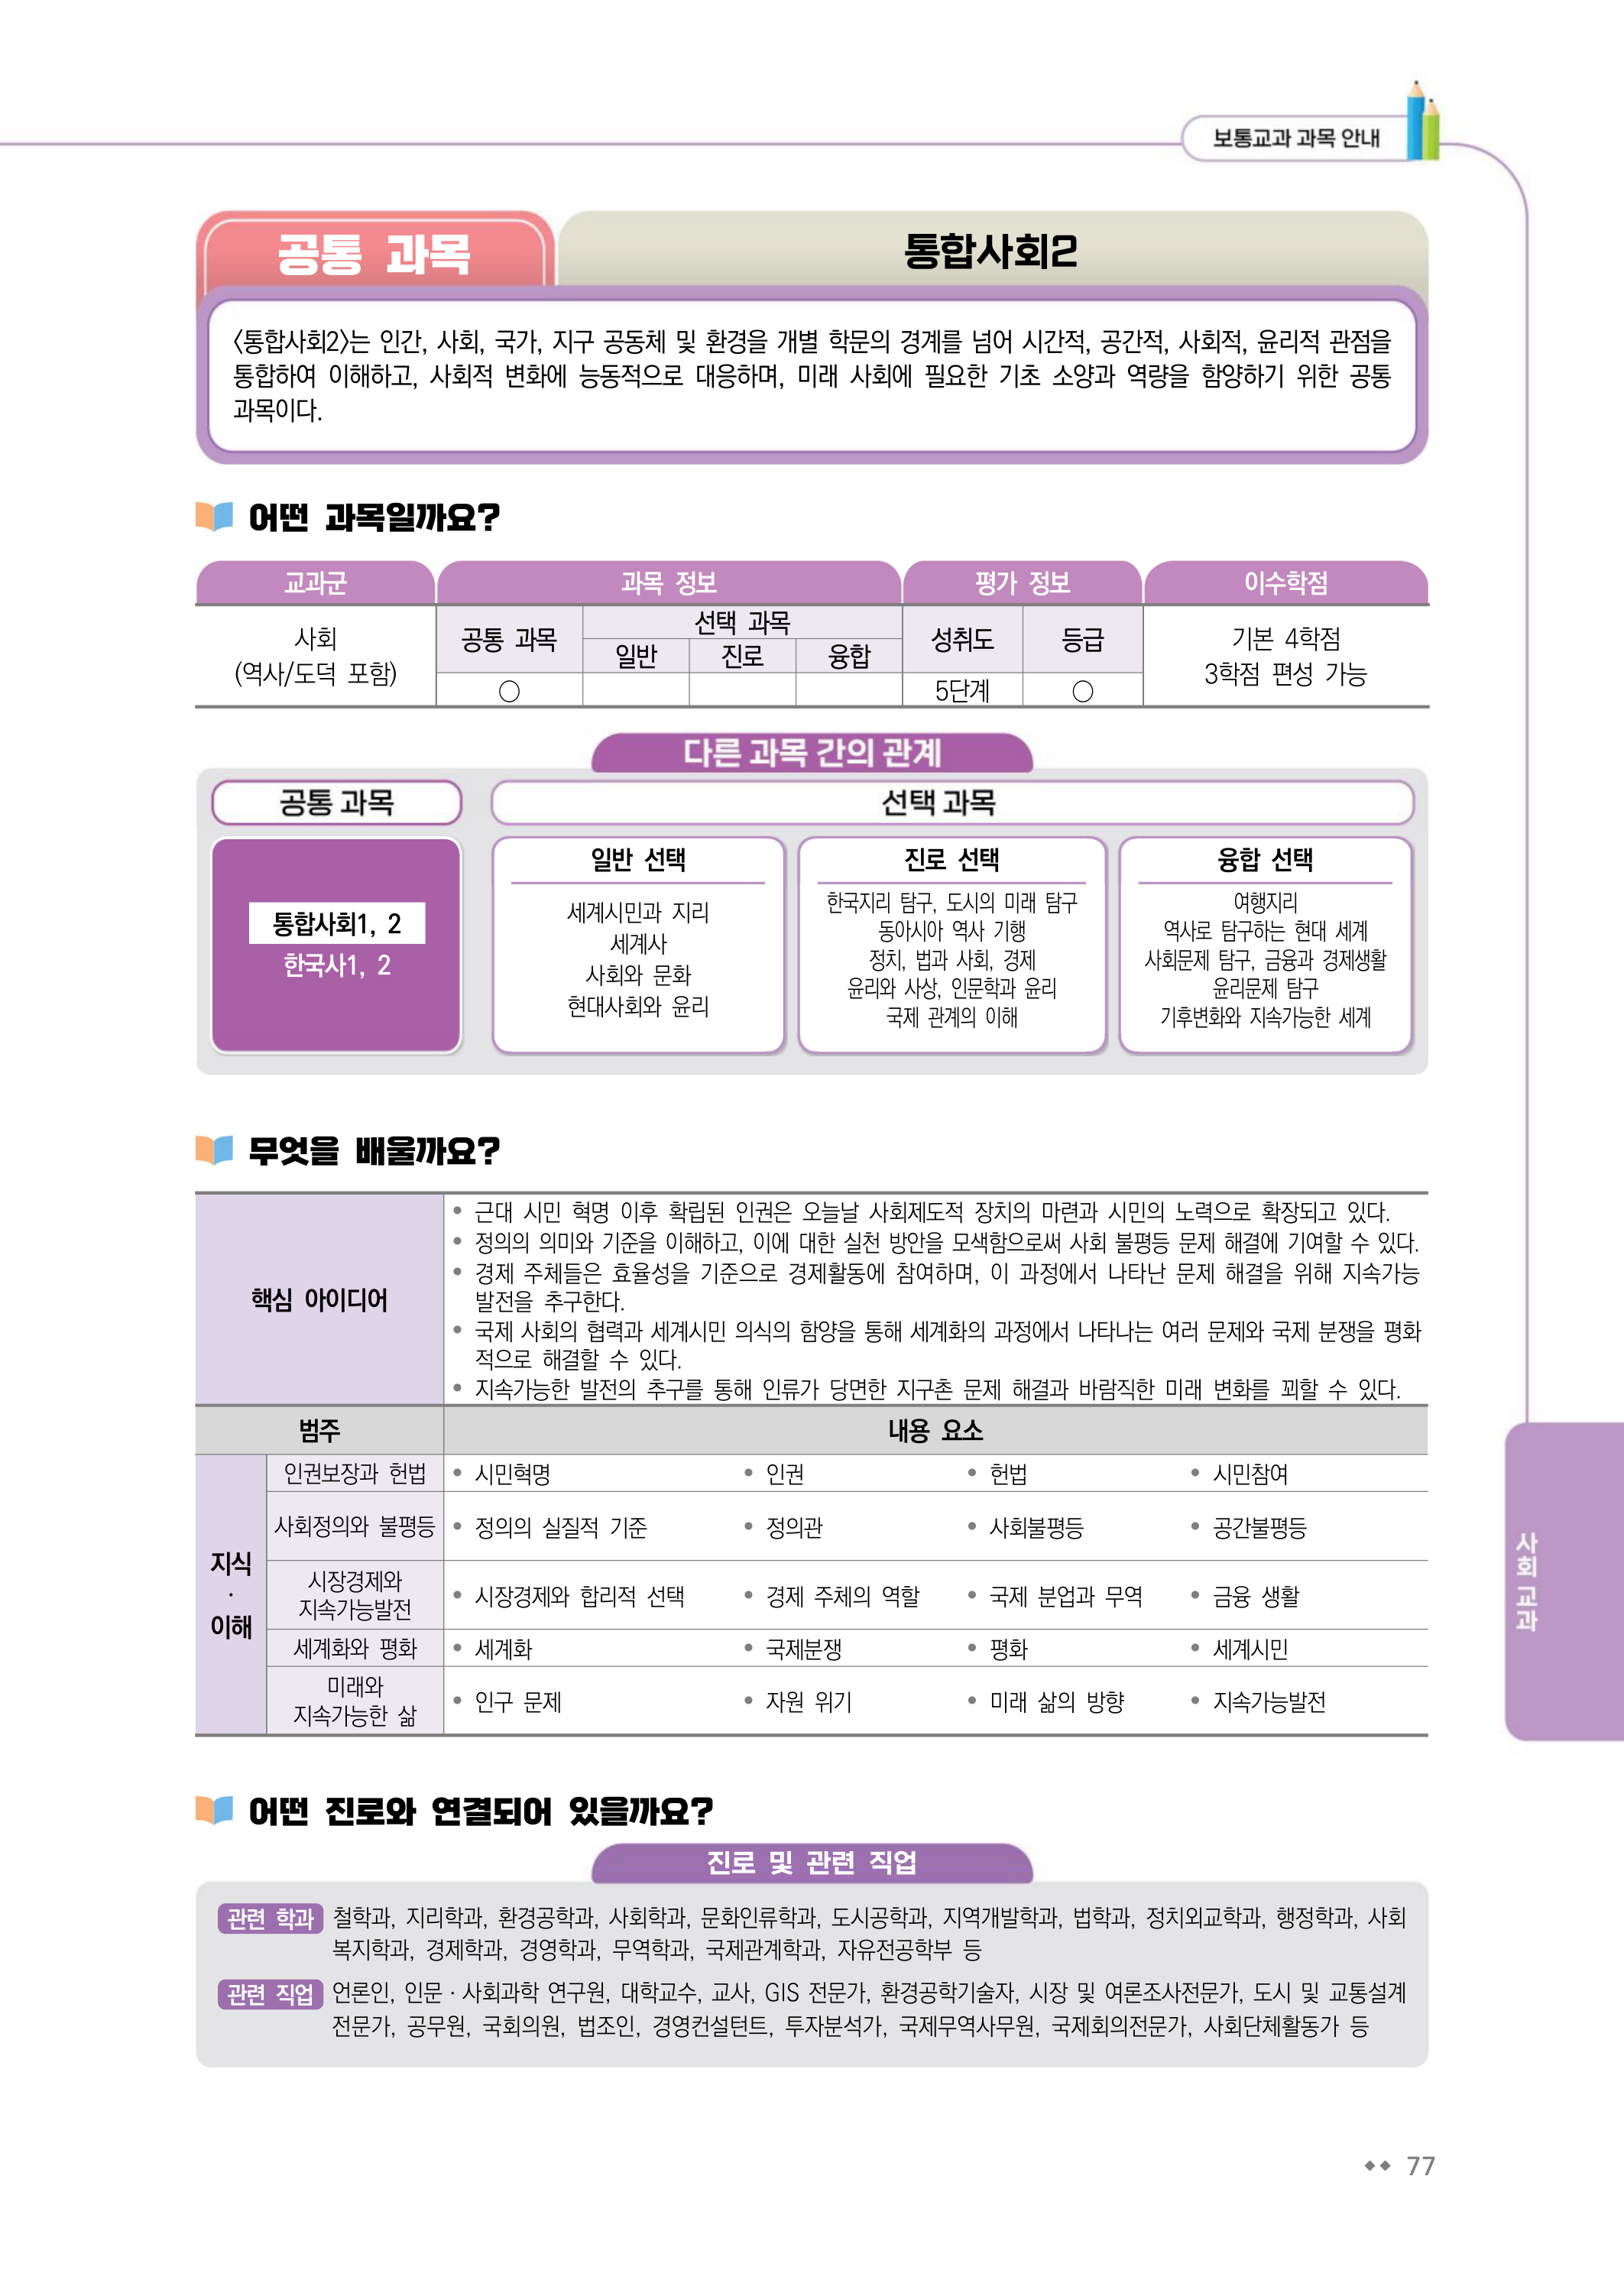 보통교과 과목 안내
공통 과목
통합사회2
〈통합사회2〉는 인간, 사회, 국가, 지구 공동체 및 환경을 개별 학문의 경계를 넘어 시간적, 공간적, 사회적, 윤리적 관점을
통합하여 이해하고, 사회적 변화에 능동적으로 대응하며, 미래 사회에 필요한 기초 소양과 역량을 함양하기 위한 공통
과목이다.
어떤 과목일까요?
교과군 과목 정보 평가 정보 이수학점
사회
(역사/도덕 포함)
공통 과목
선택 과목
일반 진로 융합
성취도 등급
기본 4학점
3학점 편성 가능
○ 5단계 ○
다른 과목 간의 관계
공통 과목
선택 과목
통합사회1, 2
한국사1, 2
일반 선택
세계시민과 지리
세계사
사회와 문화
현대사회와 윤리
진로 선택
한국지리 탐구, 도시의 미래 탐구
동아시아 역사 기행
정치, 법과 사회, 경제
윤리와 사상, 인문학과 윤리
국제 관계의 이해
융합 선택
여행지리
역사로 탐구하는 현대 세계
사회문제 탐구, 금융과 경제생활
윤리문제 탐구
기후변화와 지속가능한 세계
무엇을 배울까요?
핵심 아이디어
• 근대 시민 혁명 이후 확립된 인권은 오늘날 사회제도적 장치의 마련과 시민의 노력으로 확장되고 있다.
• 정의의 의미와 기준을 이해하고, 이에 대한 실천 방안을 모색함으로써 사회 불평등 문제 해결에 기여할 수 있다.
• 경제 주체들은 효율성을 기준으로 경제활동에 참여하며, 이 과정에서 나타난 문제 해결을 위해 지속가능
발전을 추구한다.
• 국제 사회의 협력과 세계시민 의식의 함양을 통해 세계화의 과정에서 나타나는 여러 문제와 국제 분쟁을 평화
적으로 해결할 수 있다.
• 지속가능한 발전의 추구를 통해 인류가 당면한 지구촌 문제 해결과 바람직한 미래 변화를 꾀할 수 있다.
범주 내용 요소
지식
·
이해
인권보장과 헌법 • 시민혁명 • 인권 • 헌법 • 시민참여
사회정의와 불평등 • 정의의 실질적 기준 • 정의관 • 사회불평등 • 공간불평등
시장경제와
지속가능발전
• 시장경제와 합리적 선택 • 경제 주체의 역할 • 국제 분업과 무역 • 금융 생활
세계화와 평화 • 세계화 • 국제분쟁 • 평화 • 세계시민
미래와
지속가능한 삶
• 인구 문제 • 자원 위기 • 미래 삶의 방향 • 지속가능발전
사회 교과
어떤 진로와 연결되어 있을까요?
진로 및 관련 직업
관련 학과 철학과, 지리학과, 환경공학과, 사회학과, 문화인류학과, 도시공학과, 지역개발학과, 법학과, 정치외교학과, 행정학과, 사회
복지학과, 경제학과, 경영학과, 무역학과, 국제관계학과, 자유전공학부 등
관련 직업 언론인, 인문·사회과학 연구원, 대학교수, 교사, GIS 전문가, 환경공학기술자, 시장 및 여론조사전문가, 도시 및 교통설계
전문가, 공무원, 국회의원, 법조인, 경영컨설턴트, 투자분석가, 국제무역사무원, 국제회의전문가, 사회단체활동가 등
◆◆ 77